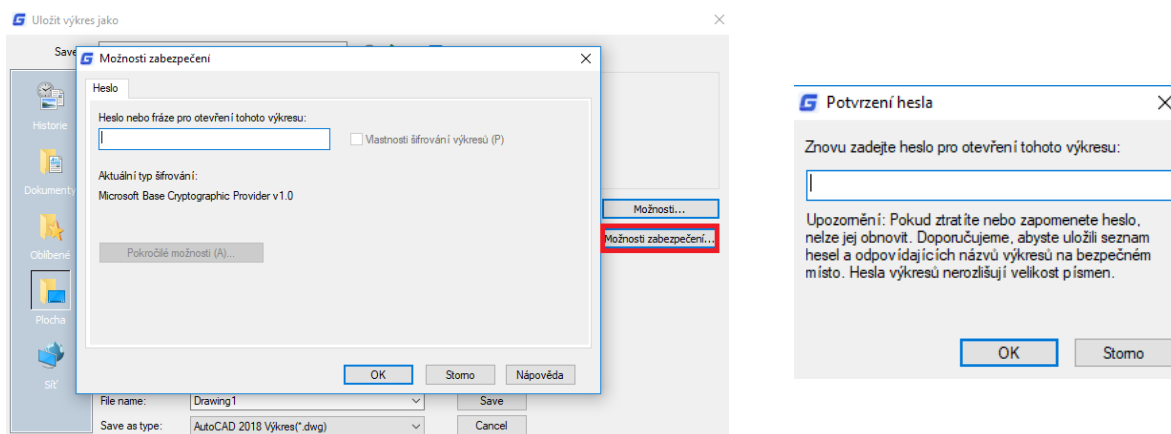 Uložit výkres jako
Save
Možnosti zabezpečení
Heslo
Heslo nebo fráze pro otevření tohoto výkresu:
Vlastnosti šifrování výkresů (P)
Aktuální typ šifrování:
Microsoft Base Cryptographic Provider v1.0
Pokročilé možnosti (A)...
OK
Storno
Nápověda
Historie
Dokumenty
Oblíbené
Plocha
Síť
Možnosti...
Možnosti zabezpečení...
File name:
Drawing1
Save
Save as type:
AutoCAD 2018 Výkres(*.dwg)
Cancel
Potvrzení hesla
Znovu zadejte heslo pro otevření tohoto výkresu:
Upozornění: Pokud ztratíte nebo zapomenete heslo,
nelze jej obnovit. Doporučujeme, abyste uložili seznam
hesel a odpovídajících názvů výkresů na bezpečném
místo. Hesla výkresů nerozlišují velikost písmen.
OK
Storno